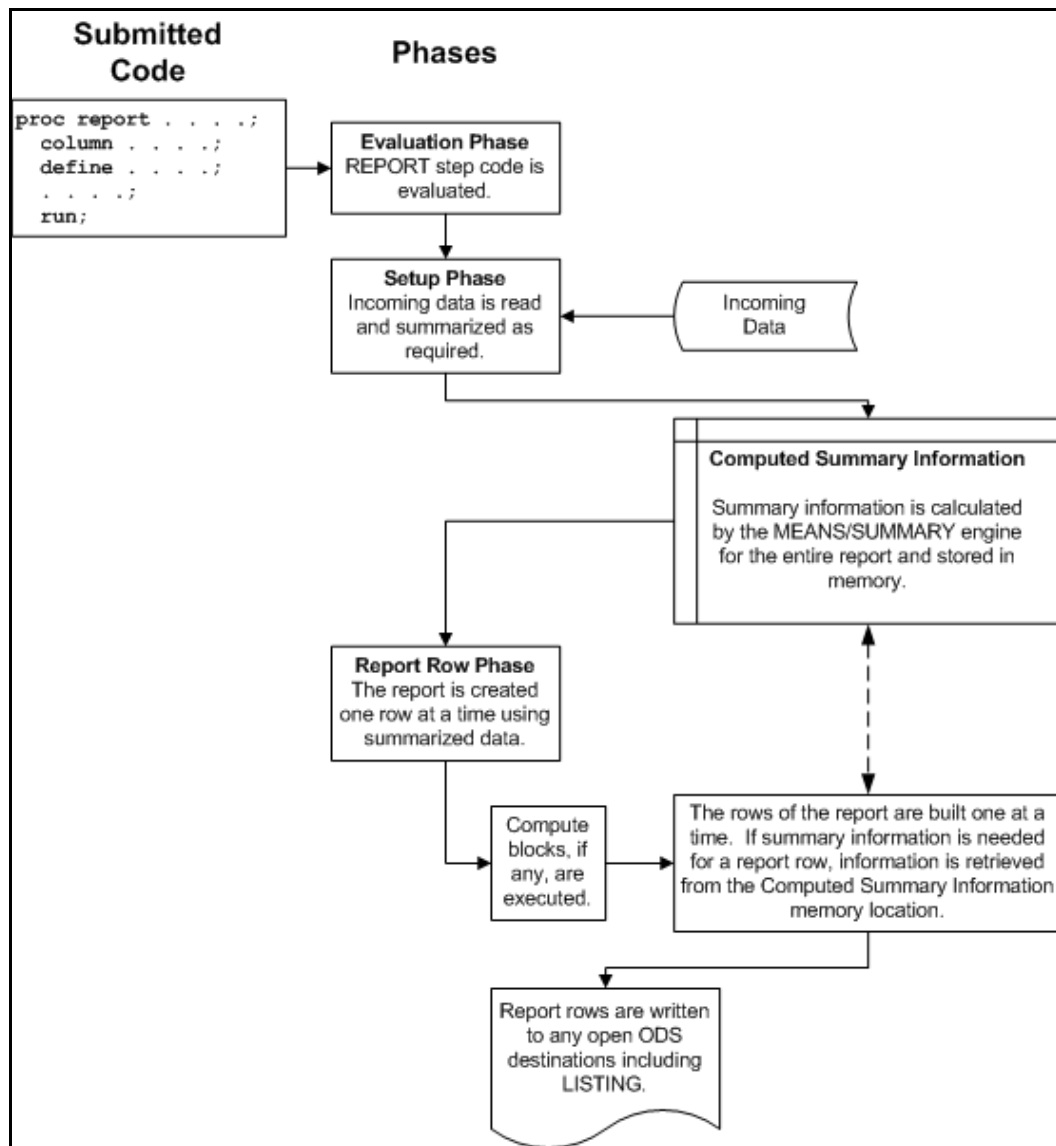 Submitted
Code
Phases
proc report . . . .;
column . . . .;
define . . . .;
. . . .;
run;
Evaluation Phase
REPORT step code is
evaluated.
Setup Phase
Incoming data is read
and summarized as
required.
Incoming
Data
Computed Summary Information
Summary information is calculated
by the MEANS/SUMMARY engine
for the entire report and stored in
memory.
Report Row Phase
The report is created
one row at a time using
summarized data.
Compute
blocks, if
any, are
executed.
The rows of the report are built one at a
time.  If summary information is needed
for a report row, information is retrieved
from the Computed Summary Information
memory location.
Report rows are written
to any open ODS
destinations including
LISTING.